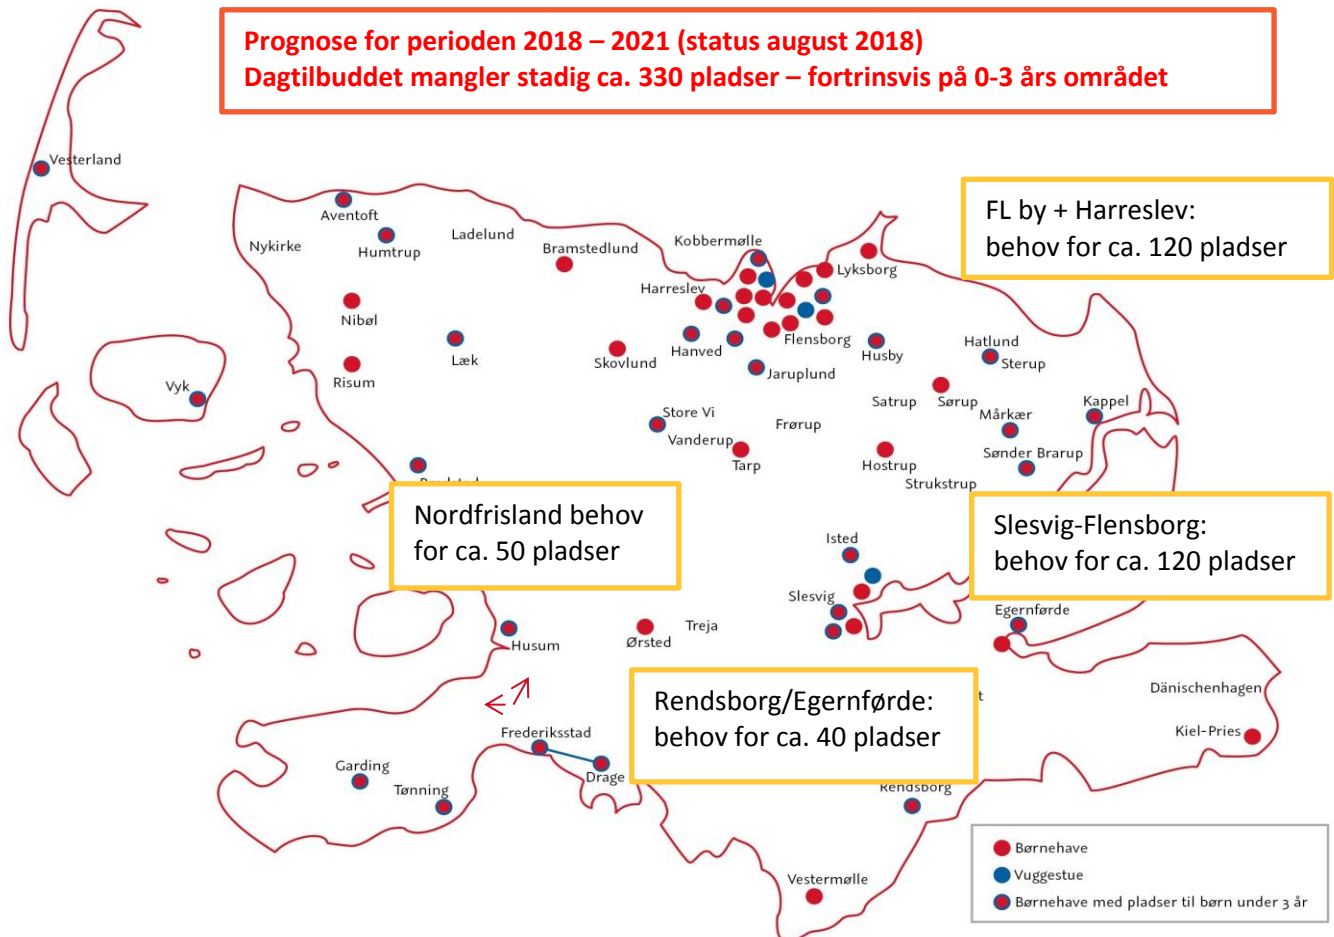 Prognose for perioden 2018 – 2021 (status august 2018)
Dagtilbuddet mangler stadig ca. 330 pladser – fortrinsvis på 0-3 års området
Vesterland
FL by + Harreslev:
behov for ca. 120 pladser
Aventoft
Nykirke
Humtrup
Ladelund
Bramstedlund
Kobbermølle
Lyksborg
Harreslev
Nibøl
Læk
Risum
Skovlund
Hanved
Flensborg
Jaruplund
Husby
Hatlund
Sterup
Vyk
Satrup
Sørup
Kappel
Mårkær
Store Vi
Vanderup
Frørup
Tarp
Hostrup
Sønder Brarup
Strukstrup
Nordfrisland behov
for ca. 50 pladser
Slesvig-Flensborg:
behov for ca. 120 pladser
Isted
Slesvig
Egernførde
Husum
Ørsted
Treja
Rendsborg/Egernførde:
behov for ca. 40 pladser
Dänischenhagen
Kiel-Pries
Frederiksstad
Garding
Tønning
Drage
Rendsborg
Vestermølle
Børnehave
Vuggestue
Børnehave med pladser til børn under 3 år